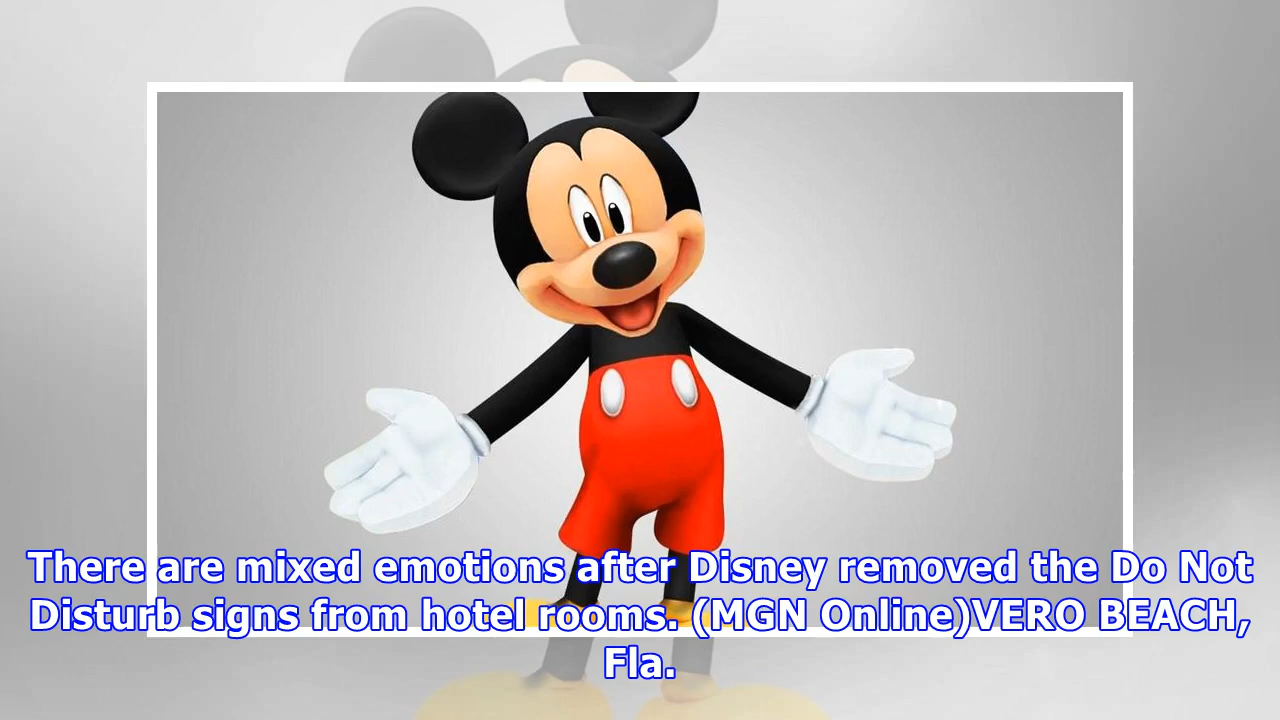 There are mixed emotions after Disney removed the Do Not
Disturb signs from hotel rooms. (MGN Online)VERO BEACH,
Fla.